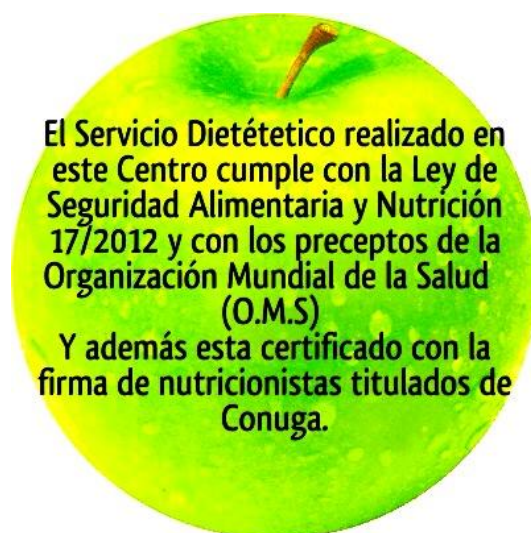 El Servicio Dietétetico realizado en
este Centro cumple con la Ley de
Seguridad Alimentaria y Nutrición
17/2012 y con los preceptos de la
Organización Mundial de la Salud
(O.M.S)
Y además esta certificado con la
firma de nutricionistas titulados de
Conuga.